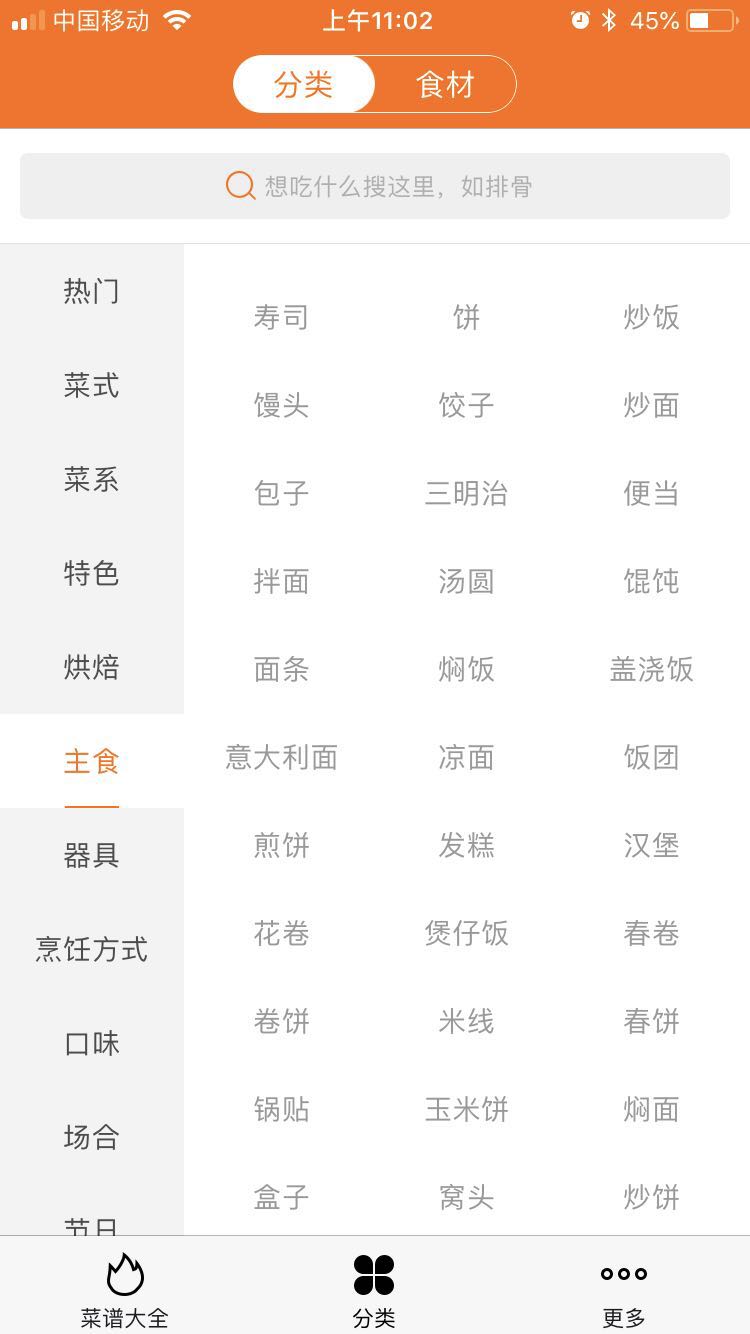 中国移动 上午11:02 45%
分类 食材
想吃什么搜这里，如排骨
热门
菜式
菜系
特色
烘焙
主食
器具
烹饪方式
口味
场合
节日
寿司 饼 炒饭
馒头 饺子 炒面
包子 三明治 便当
拌面 汤圆 馄饨
面条 焖饭 盖浇饭
意大利面 凉面 饭团
煎饼 发糕 汉堡
花卷 煲仔饭 春卷
卷饼 米线 春饼
锅贴 玉米饼 焖面
盒子 窝头 炒饼
菜谱大全 分类 更多